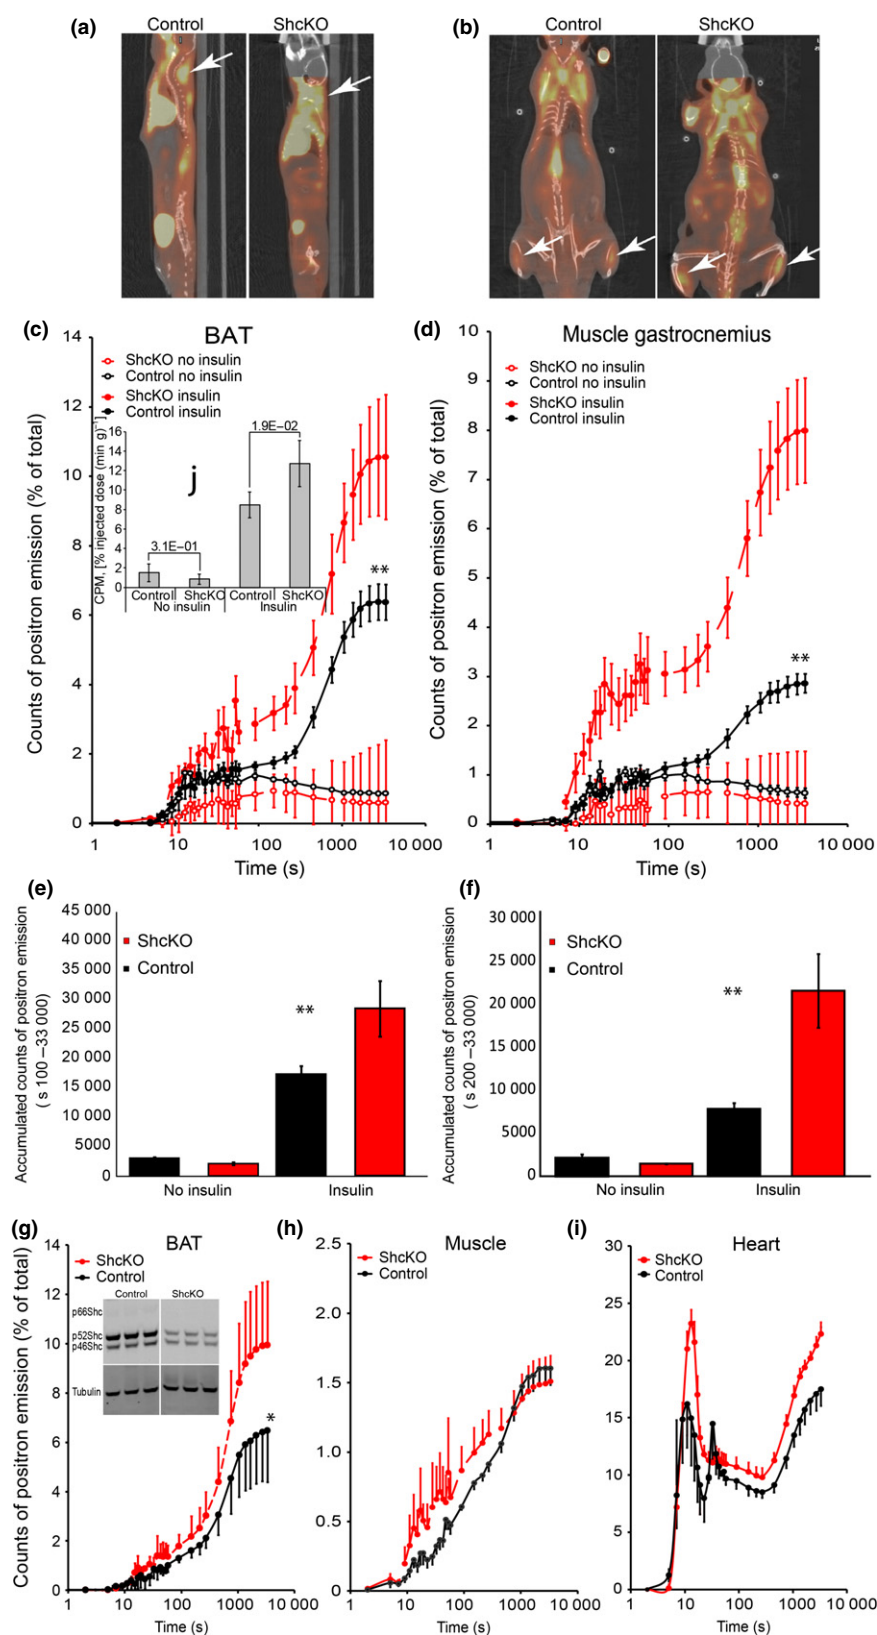 (a) Control ShcKO
(b) Control ShcKO
(c) BAT
ShcKO no insulin
Control no insulin
ShcKO insulin
Control insulin
Counts of positron emission (% of total)
14
12
10
8
6
4
2
0
1 10 100 1000 10 000
Time (s)
**
j
CPM, [% injected dose (min g)⁻¹]
16
14
12
10
8
6
4
2
0
3.1E−01
1.9E−02
Control ShcKO Control ShcKO
No insulin Insulin
(d) Muscle gastrocnemius
ShcKO no insulin
Control no insulin
ShcKO insulin
Control insulin
Counts of positron emission (% of total)
10
9
8
7
6
5
4
3
2
1
0
1 10 100 1000 10 000
Time (s)
**
(e)
Accumulated counts of positron emission
( s 100 –33 000)
45 000
40 000
35 000
30 000
25 000
20 000
15 000
10 000
5000
0
ShcKO
Control
**
No insulin Insulin
(f)
Accumulated counts of positron emission
( s 200 –33 000)
30 000
25 000
20 000
15 000
10 000
5000
0
ShcKO
Control
**
No insulin Insulin
(g) BAT
ShcKO
Control
Counts of positron emission (% of total)
14
12
10
8
6
4
2
0
Control ShcKO
p66Shc
p52Shc
p46Shc
Tubulin
*
1 10 100 1000 10 000
Time (s)
(h) Muscle
ShcKO
Control
2.5
2.0
1.5
1.0
0.5
0
1 10 100 1000 10 000
Time (s)
(i) Heart
ShcKO
Control
30
25
20
15
10
5
0
1 10 100 1000 10 000
Time (s)